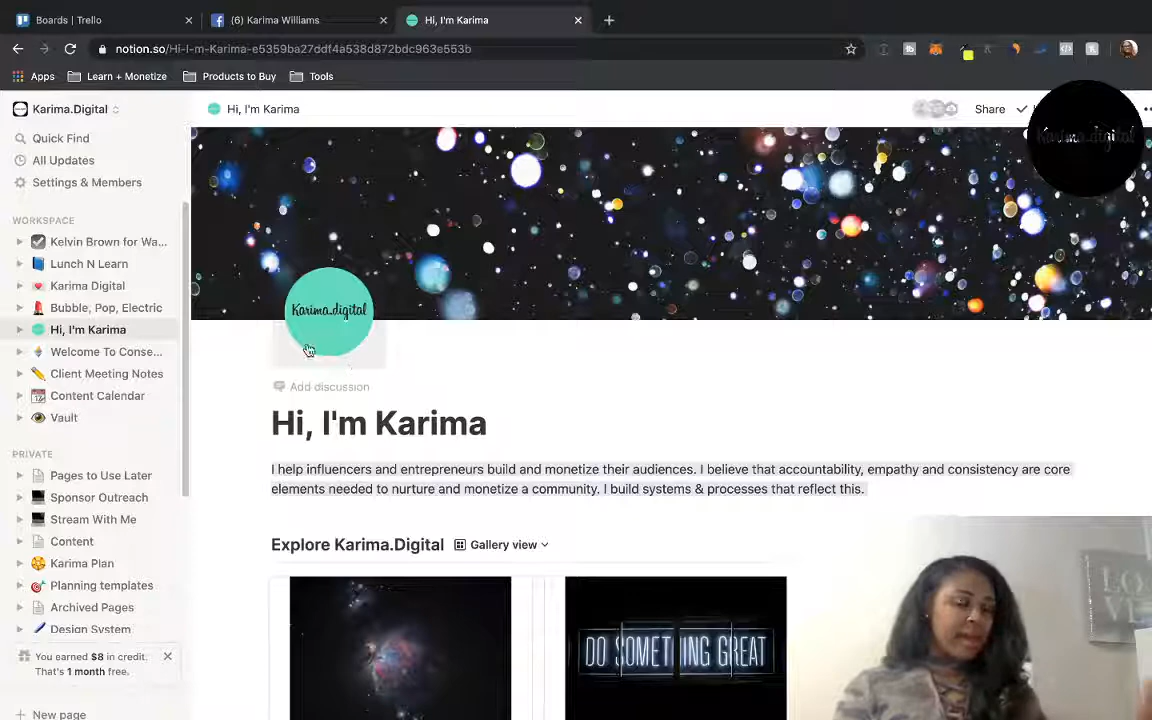 Boards | Trello
(6) Karima Williams
Hi, I'm Karima
notion.so/Hi-I-m-Karima-e5359ba27ddf4a538d872bdc963e553b
Apps
Learn + Monetize
Products to Buy
Tools
Karima.Digital
Hi, I'm Karima
Share
Quick Find
All Updates
Settings & Members
WORKSPACE
Kelvin Brown for Wa...
Lunch N Learn
Karima Digital
Bubble, Pop, Electric
Hi, I'm Karima
Welcome To Conse...
Client Meeting Notes
Content Calendar
Vault
PRIVATE
Pages to Use Later
Sponsor Outreach
Stream With Me
Content
Karima Plan
Planning templates
Archived Pages
Design System
You earned $8 in credit.
That's 1 month free.
New page
Karima.digital
Karima.digital
Add discussion
Hi, I'm Karima
I help influencers and entrepreneurs build and monetize their audiences. I believe that accountability, empathy and consistency are core
elements needed to nurture and monetize a community. I build systems & processes that reflect this.
Explore Karima.Digital
Gallery view
DO SOMETHING GREAT